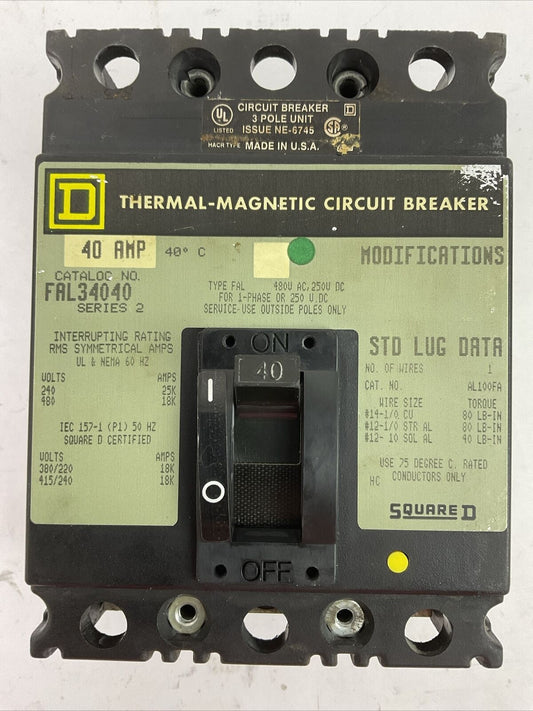 UL LISTED
HACR TYPE
CIRCUIT BREAKER
3 POLE UNIT
ISSUE NE-6745
MADE IN U.S.A.
D
SA
D
THERMAL-MAGNETIC CIRCUIT BREAKER
40 AMP 40° C
MODIFICATIONS
CATALOG NO.
FAL34040
SERIES 2
TYPE FAL 480V AC,250V DC
FOR 1-PHASE OR 250 V.DC
SERVICE-USE OUTSIDE POLES ONLY
INTERRUPTING RATING
RMS SYMMETRICAL AMPS
UL & NEMA 60 HZ
VOLTS AMPS
240 25K
480 18K
IEC 157-1 (P1) 50 HZ
SQUARE D CERTIFIED
VOLTS AMPS
380/220 18K
415/240 18K
ON
40
I
O
OFF
STD LUG DATA
NO. OF WIRES 1
CAT. NO. AL100FA
WIRE SIZE TORQUE
#14-1/0 CU 80 LB-IN
#12-1/0 STR AL 80 LB-IN
#12- 10 SOL AL 40 LB-IN
USE 75 DEGREE C. RATED
HC CONDUCTORS ONLY
SQUARE D